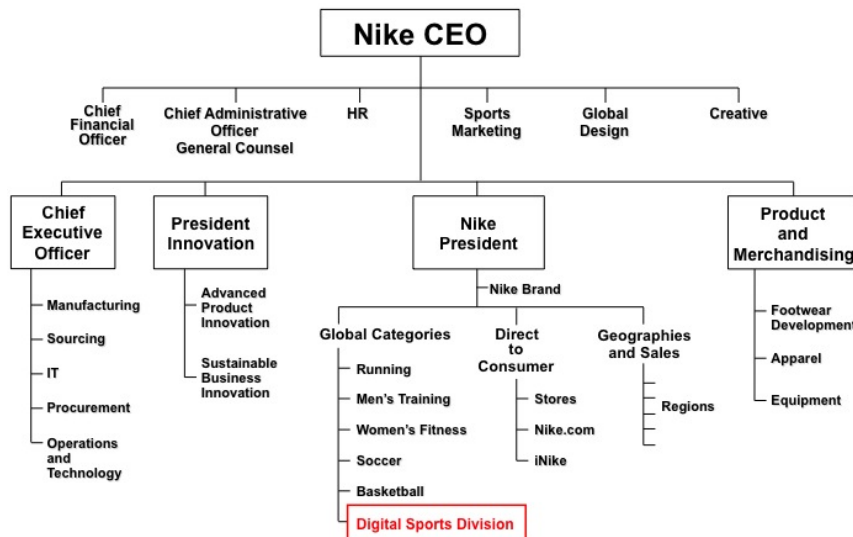 Nike CEO
Chief
Financial
Officer
Chief Administrative
Officer
General Counsel
HR
Sports
Marketing
Global
Design
Creative
Chief
Executive
Officer
Manufacturing
Sourcing
IT
Procurement
Operations
and
Technology
President
Innovation
Advanced
Product
Innovation
Sustainable
Business
Innovation
Nike
President
Nike Brand
Global Categories
Running
Men's Training
Women's Fitness
Soccer
Basketball
Digital Sports Division
Direct
to
Consumer
Stores
Nike.com
iNike
Geographies
and Sales
Regions
Product
and
Merchandising
Footwear
Development
Apparel
Equipment